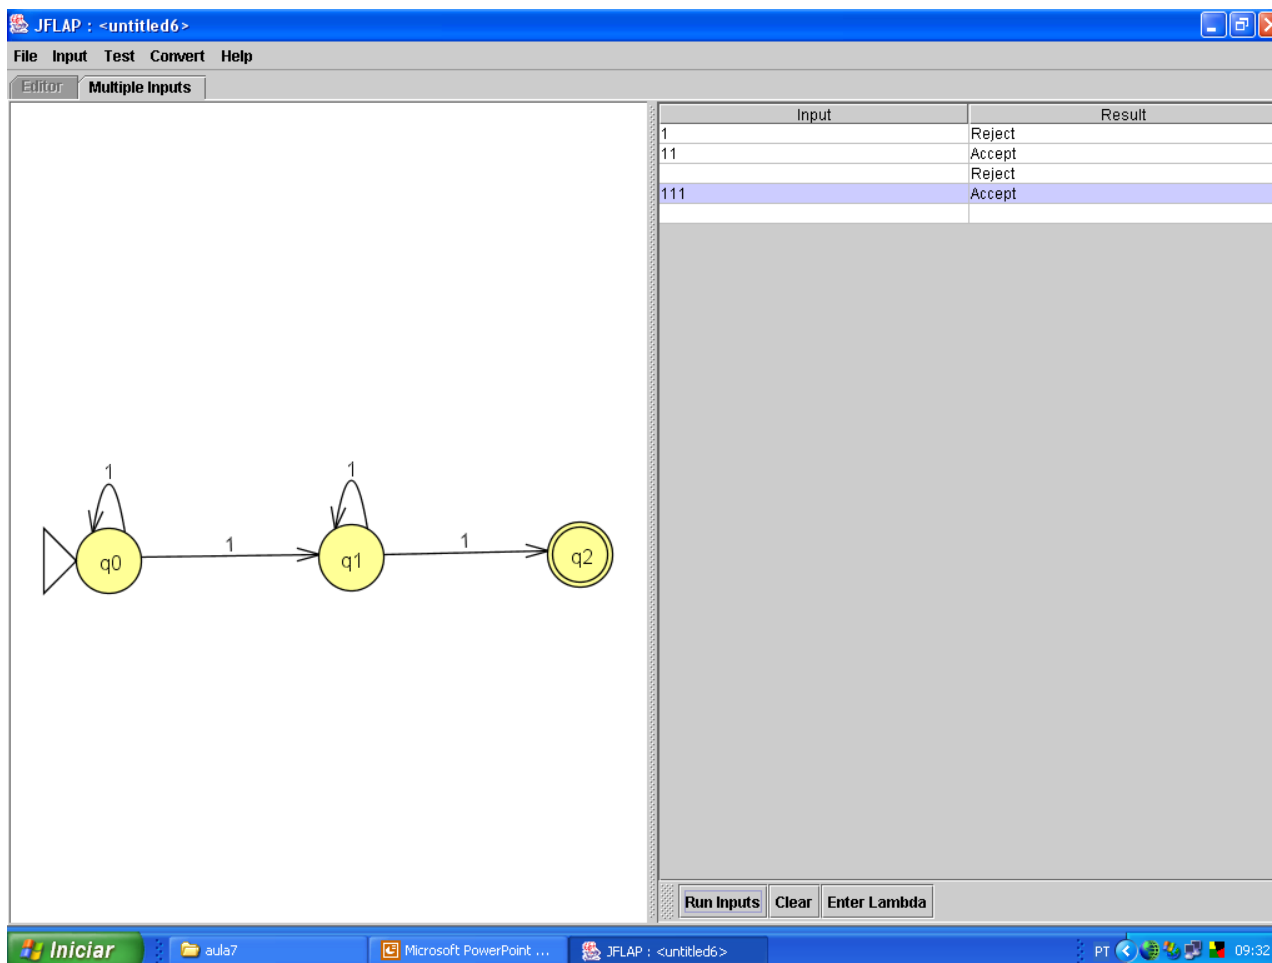 JFLAP : <untitled6>
File Input Test Convert Help
Editor Multiple Inputs
Input Result
1 Reject
11 Accept
Reject
111 Accept
1 1
q0 1 q1 1 q2
Run Inputs Clear Enter Lambda
Iniciar aula7 Microsoft PowerPoint ... JFLAP : <untitled6> PT 09:32